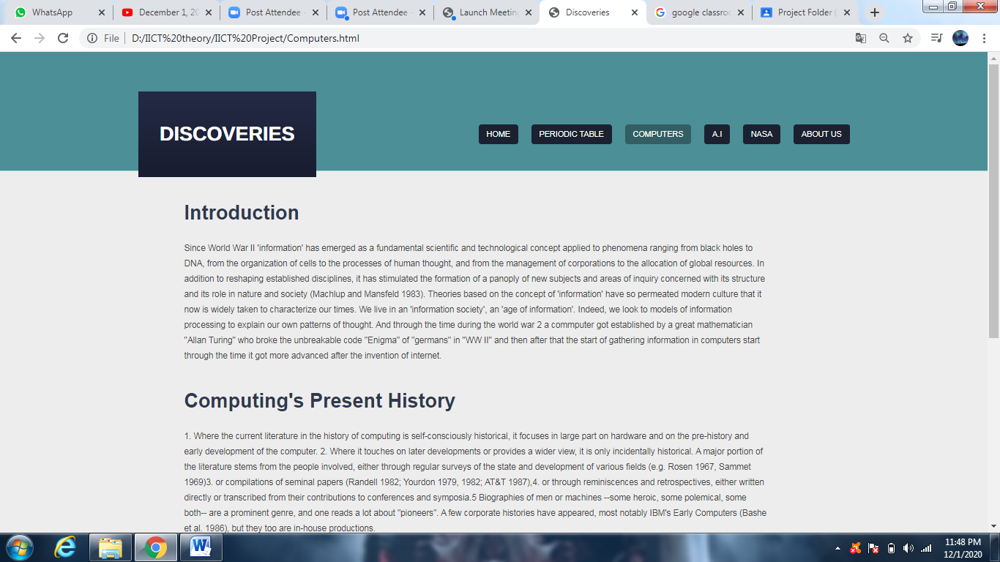 WhatsApp
December 1, 20
Post Attendee -
Post Attendee -
Launch Meeting
Discoveries
google classroo
Project Folder (
File
D:/IICT%20theory/IICT%20Project/Computers.html
DISCOVERIES
HOME
PERIODIC TABLE
COMPUTERS
A.I
NASA
ABOUT US
Introduction
Since World War II 'information' has emerged as a fundamental scientific and technological concept applied to phenomena ranging from black holes to
DNA, from the organization of cells to the processes of human thought, and from the management of corporations to the allocation of global resources. In
addition to reshaping established disciplines, it has stimulated the formation of a panoply of new subjects and areas of inquiry concerned with its structure
and its role in nature and society (Machlup and Mansfeld 1983). Theories based on the concept of 'information' have so permeated modern culture that it
now is widely taken to characterize our times. We live in an 'information society', an 'age of information'. Indeed, we look to models of information
processing to explain our own patterns of thought. And through the time during the world war 2 a commputer got established by a great mathematician
"Allan Turing" who broke the unbreakable code "Enigma" of "germans" in "WW II" and then after that the start of gathering information in computers start
through the time it got more advanced after the invention of internet.
Computing's Present History
1. Where the current literature in the history of computing is self-consciously historical, it focuses in large part on hardware and on the pre-history and
early development of the computer. 2. Where it touches on later developments or provides a wider view, it is only incidentally historical. A major portion of
the literature stems from the people involved, either through regular surveys of the state and development of various fields (e.g. Rosen 1967, Sammet
1969)3. or compilations of seminal papers (Randell 1982; Yourdon 1979, 1982; AT&T 1987),4. or through reminiscences and retrospectives, either written
directly or transcribed from their contributions to conferences and symposia.5 Biographies of men or machines --some heroic, some polemical, some
both-- are a prominent genre, and one reads a lot about "pioneers". A few corporate histories have appeared, most notably IBM's Early Computers (Bashe
et al. 1986), but they too are in-house productions.
11:48 PM
12/1/2020